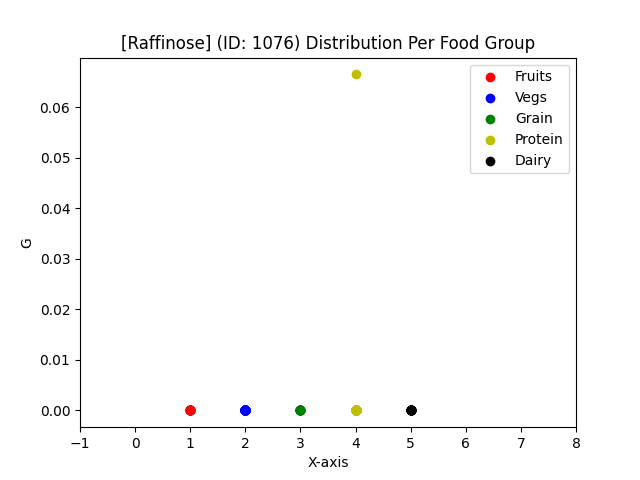 [Raffinose] (ID: 1076) Distribution Per Food Group
Fruits
Vegs
Grain
Protein
Dairy
G
0.06
0.05
0.04
0.03
0.02
0.01
0.00
−1 0 1 2 3 4 5 6 7 8
X-axis